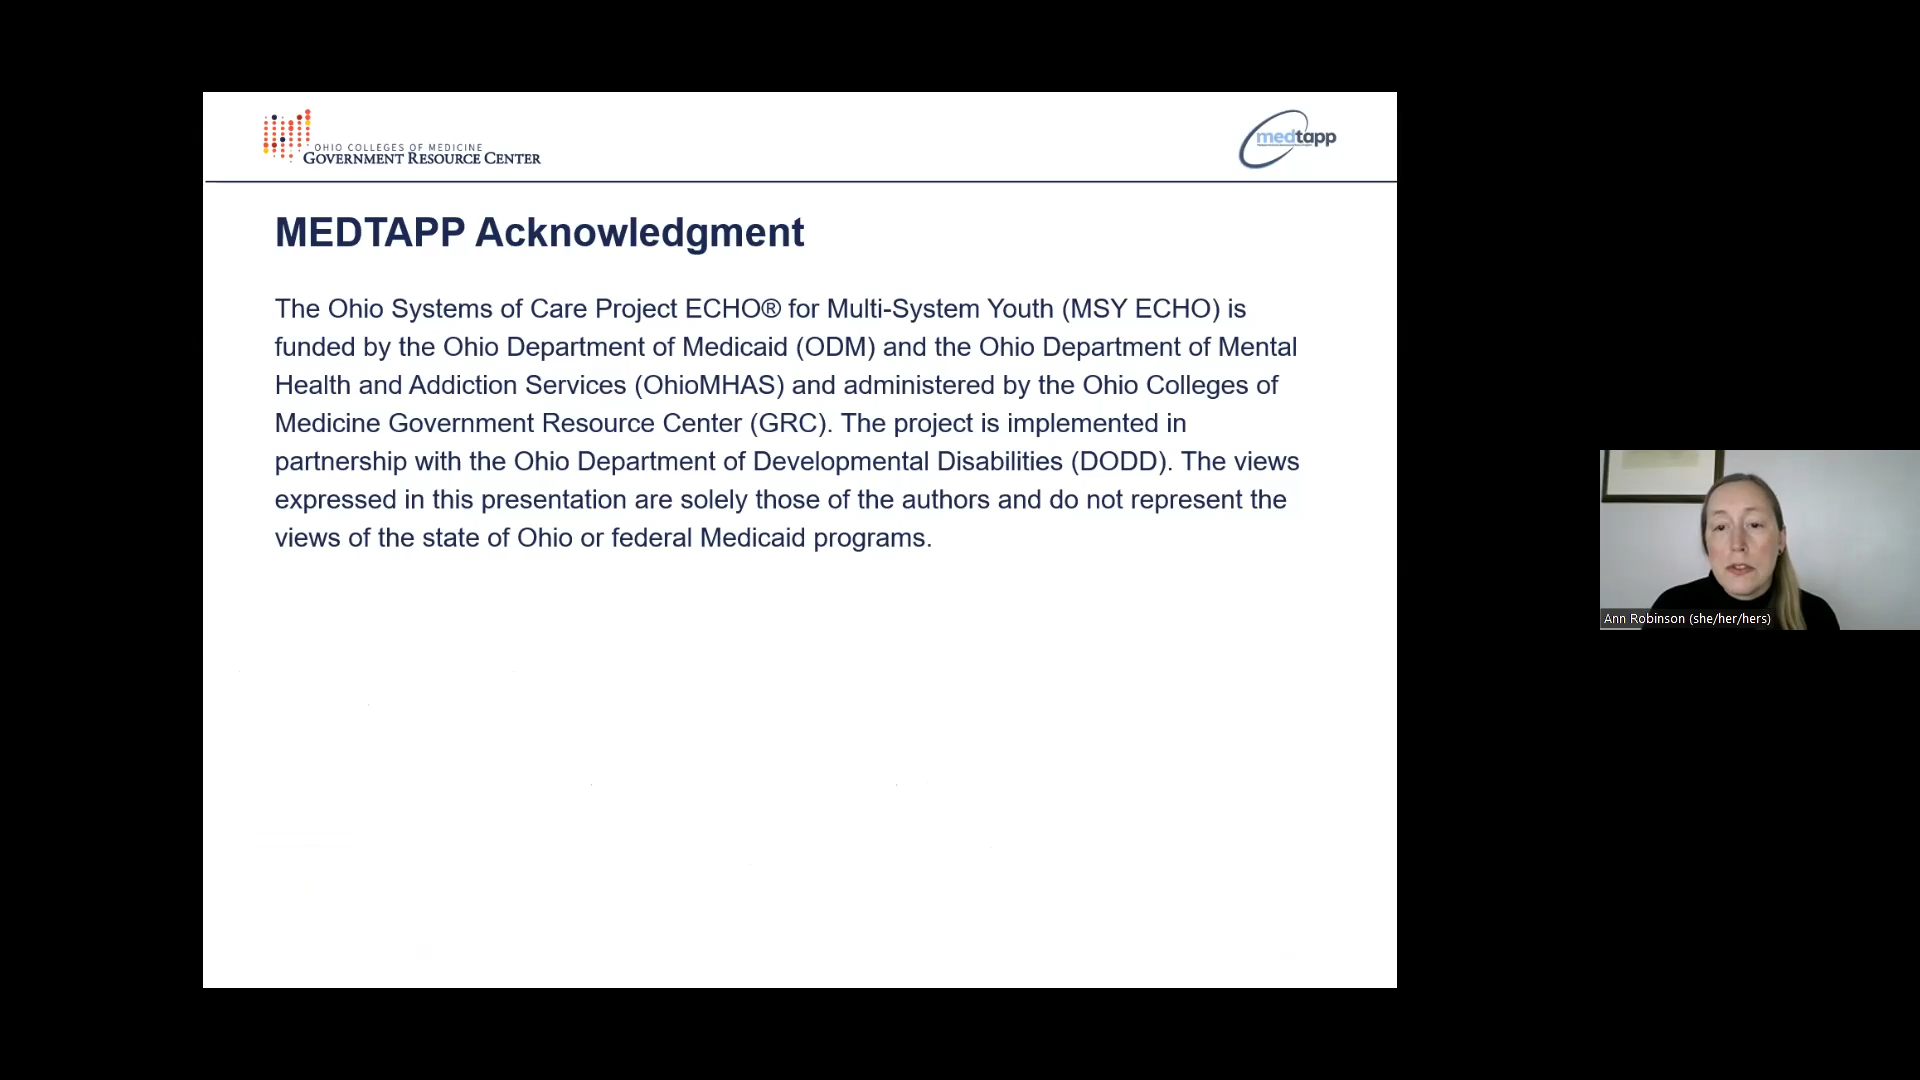 OHIO COLLEGES OF MEDICINE
GOVERNMENT RESOURCE CENTER
medtapp
MEDTAPP Acknowledgment
The Ohio Systems of Care Project ECHO® for Multi-System Youth (MSY ECHO) is
funded by the Ohio Department of Medicaid (ODM) and the Ohio Department of Mental
Health and Addiction Services (OhioMHAS) and administered by the Ohio Colleges of
Medicine Government Resource Center (GRC). The project is implemented in
partnership with the Ohio Department of Developmental Disabilities (DODD). The views
expressed in this presentation are solely those of the authors and do not represent the
views of the state of Ohio or federal Medicaid programs.
Ann Robinson (she/her/hers)